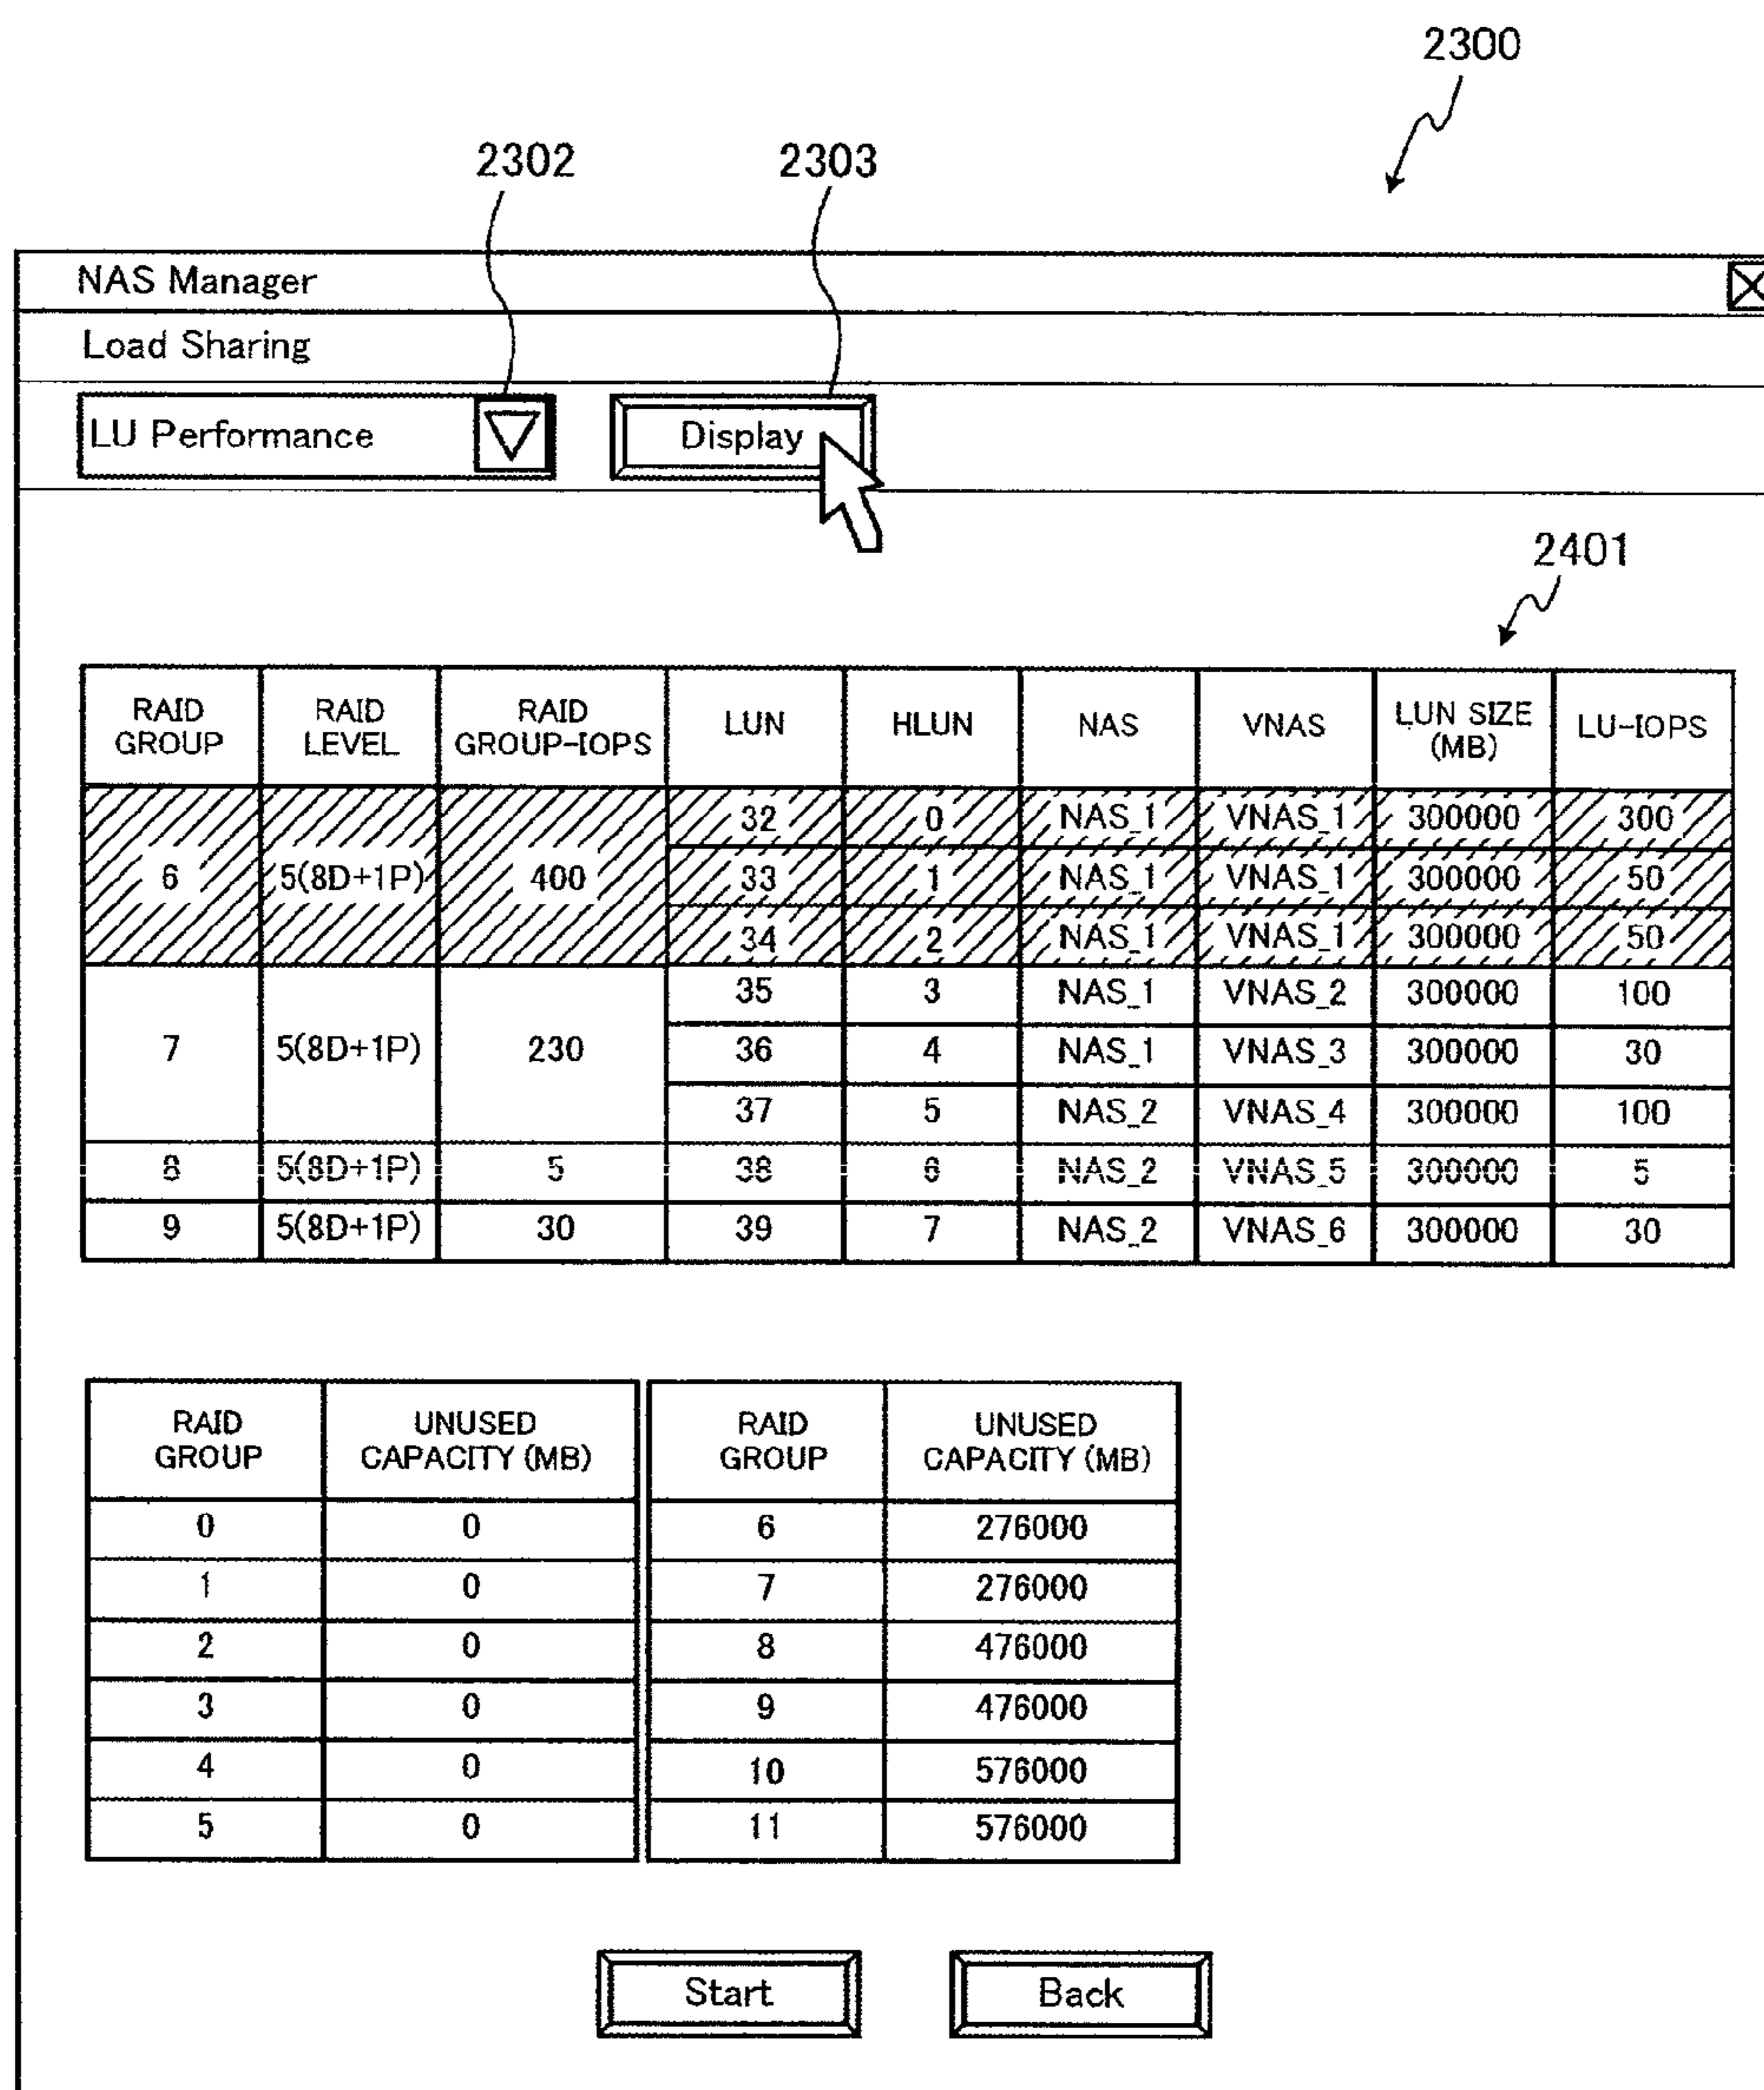 2300
2302 2303
NAS Manager
Load Sharing
LU Performance Display
2401
RAID GROUP RAID LEVEL RAID GROUP-IOPS LUN HLUN NAS VNAS LUN SIZE (MB) LU-IOPS
6 5(8D+1P) 400 32 0 NAS_1 VNAS_1 300000 300
33 1 NAS_1 VNAS_1 300000 50
34 2 NAS_1 VNAS_1 300000 50
7 5(8D+1P) 230 35 3 NAS_1 VNAS_2 300000 100
36 4 NAS_1 VNAS_3 300000 30
37 5 NAS_2 VNAS_4 300000 100
8 5(8D+1P) 5 38 6 NAS_2 VNAS_5 300000 5
9 5(8D+1P) 30 39 7 NAS_2 VNAS_6 300000 30
RAID GROUP UNUSED CAPACITY (MB) RAID GROUP UNUSED CAPACITY (MB)
0 0 6 276000
1 0 7 276000
2 0 8 476000
3 0 9 476000
4 0 10 576000
5 0 11 576000
Start Back